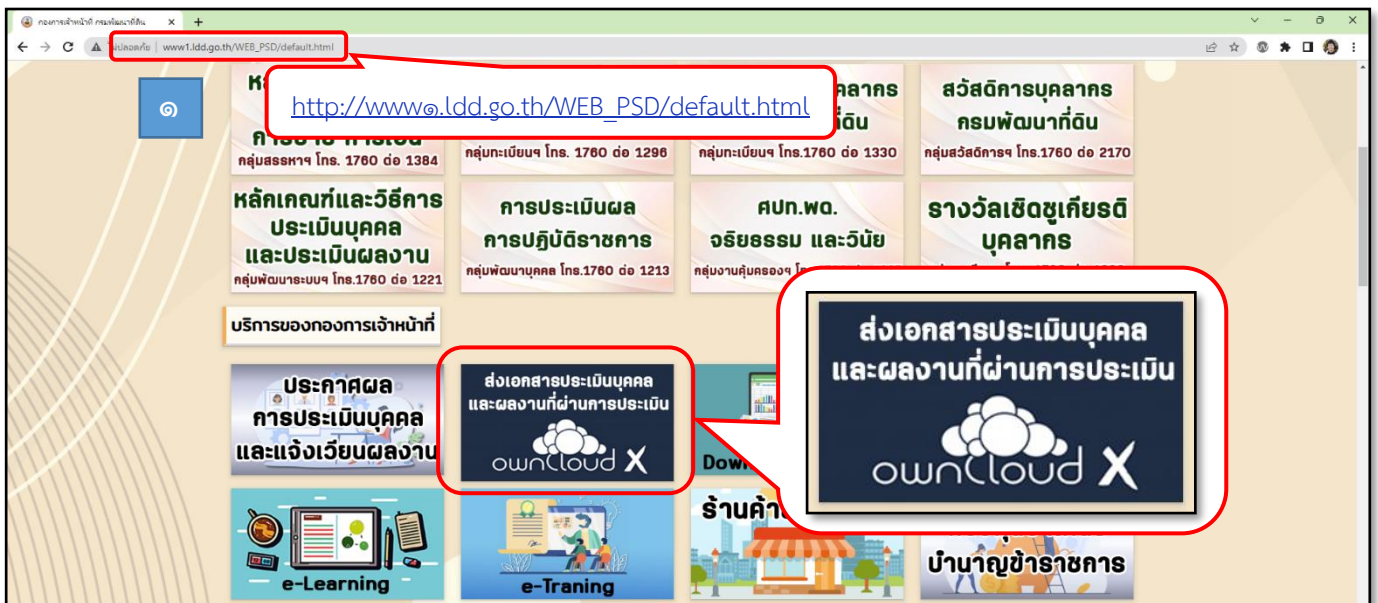 กองการเจ้าหน้าที่ กรมพัฒนาที่ดิน
ไม่ปลอดภัย | www1.ldd.go.th/WEB_PSD/default.html
๑
http://www๑.ldd.go.th/WEB_PSD/default.html
กลุ่มสรรหาฯ โทร. 1760 ต่อ 1384
กลุ่มทะเบียนฯ โทร. 1760 ต่อ 1296
กลุ่มทะเบียนฯ โทร.1760 ต่อ 1330
สวัสดิการบุคลากร
กรมพัฒนาที่ดิน
กลุ่มสวัสดิการฯ โทร.1760 ต่อ 2170
หลักเกณฑ์และวิธีการ
ประเมินบุคคล
และประเมินผลงาน
กลุ่มพัฒนาระบบฯ โทร.1760 ต่อ 1221
การประเมินผล
การปฏิบัติราชการ
กลุ่มพัฒนาบุคคล โทร.1760 ต่อ 1213
ศปท.พด.
จริยธรรม และวินัย
กลุ่มงานคุ้มครองฯ
รางวัลเชิดชูเกียรติ
บุคลากร
บริการของกองการเจ้าหน้าที่
ประกาศผล
การประเมินบุคคล
และแจ้งเวียนผลงาน
ส่งเอกสารประเมินบุคคล
และผลงานที่ผ่านการประเมิน
ownCloud X
ส่งเอกสารประเมินบุคคล
และผลงานที่ผ่านการประเมิน
ownCloud X
e-Learning
e-Traning
ร้านค้า
บำนาญข้าราชการ